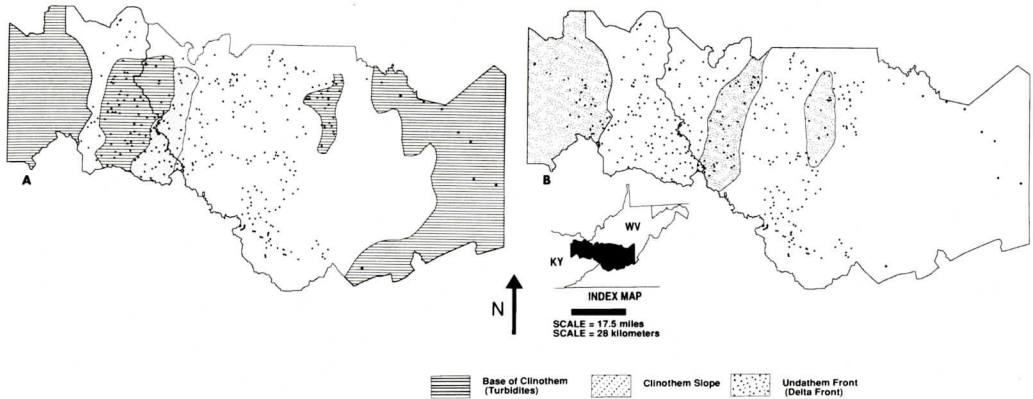 A
B
WV
KY
INDEX MAP
N
SCALE = 17.5 miles
SCALE = 28 kilometers
Base of Clinothem
(Turbidites)
Clinothem Slope
Undathem Front
(Delta Front)